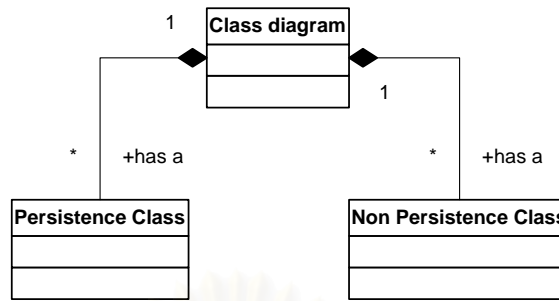 1
Class diagram
1
* +has a
* +has a
Persistence Class
Non Persistence Class